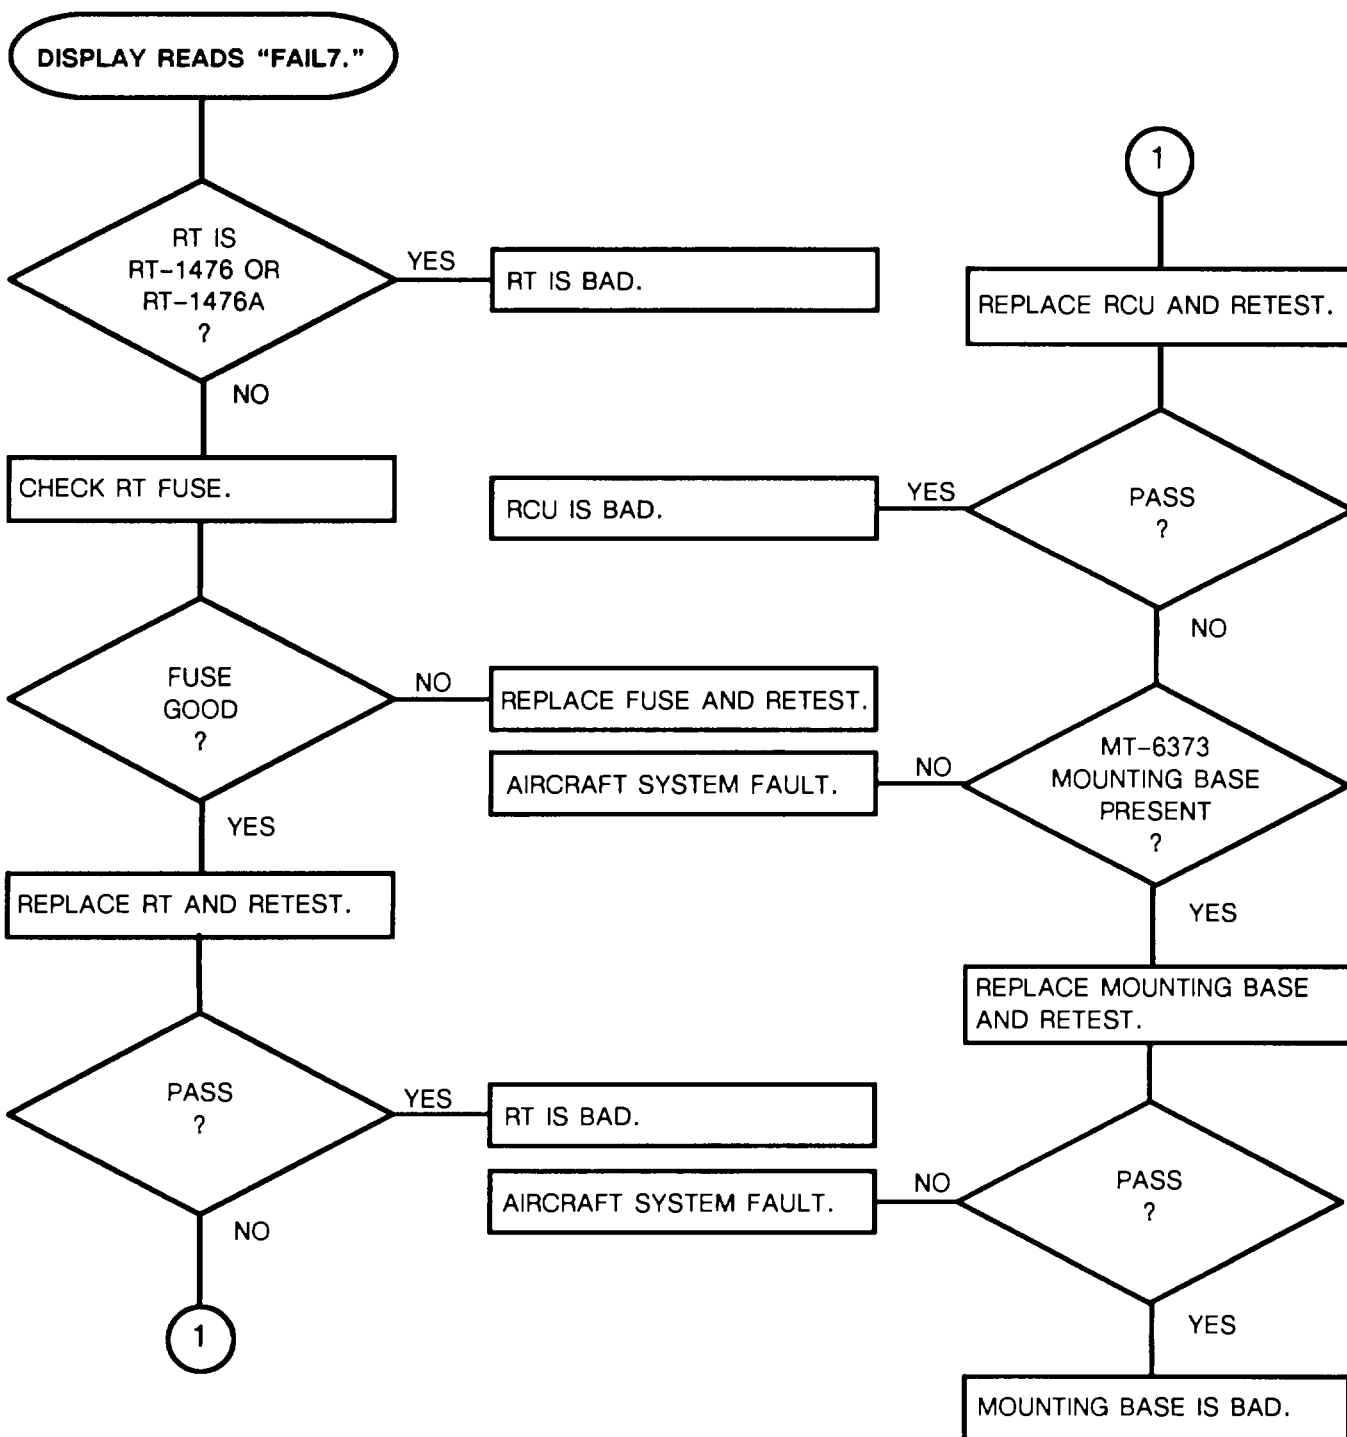 DISPLAY READS “FAIL7.”
RT IS
RT-1476 OR
RT-1476A
?
YES
RT IS BAD.
NO
CHECK RT FUSE.
FUSE
GOOD
?
NO
REPLACE FUSE AND RETEST.
YES
REPLACE RT AND RETEST.
PASS
?
YES
RT IS BAD.
NO
1
1
REPLACE RCU AND RETEST.
PASS
?
YES
RCU IS BAD.
NO
MT-6373
MOUNTING BASE
PRESENT
?
NO
AIRCRAFT SYSTEM FAULT.
YES
REPLACE MOUNTING BASE
AND RETEST.
PASS
?
NO
AIRCRAFT SYSTEM FAULT.
YES
MOUNTING BASE IS BAD.